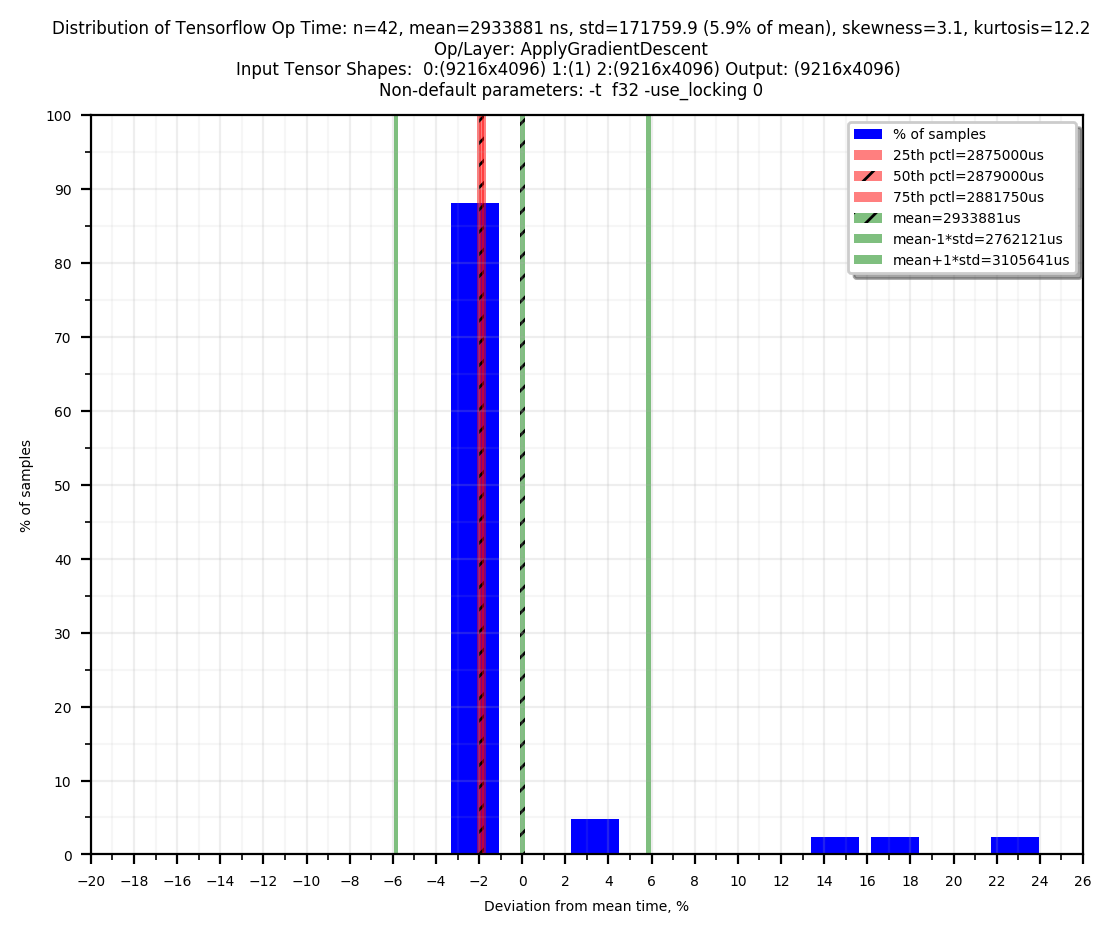 Distribution of Tensorflow Op Time: n=42, mean=2933881 ns, std=171759.9 (5.9% of mean), skewness=3.1, kurtosis=12.2
Op/Layer: ApplyGradientDescent
Input Tensor Shapes:  0:(9216x4096) 1:(1) 2:(9216x4096) Output: (9216x4096)
Non-default parameters: -t  f32 -use_locking 0
% of samples
25th pctl=2875000us
50th pctl=2879000us
75th pctl=2881750us
mean=2933881us
mean-1*std=2762121us
mean+1*std=3105641us
100
90
80
70
60
50
40
30
20
10
0
% of samples
−20 −18 −16 −14 −12 −10 −8 −6 −4 −2 0 2 4 6 8 10 12 14 16 18 20 22 24 26
Deviation from mean time, %